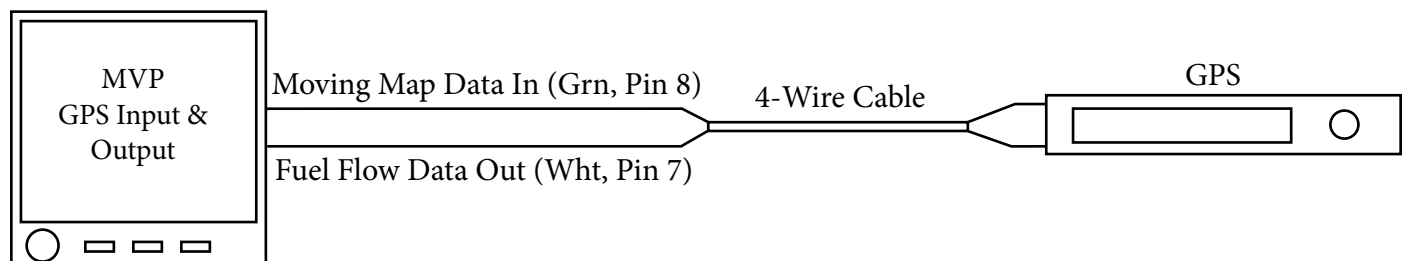 MVP
GPS Input &
Output
Moving Map Data In (Grn, Pin 8)
Fuel Flow Data Out (Wht, Pin 7)
4-Wire Cable
GPS